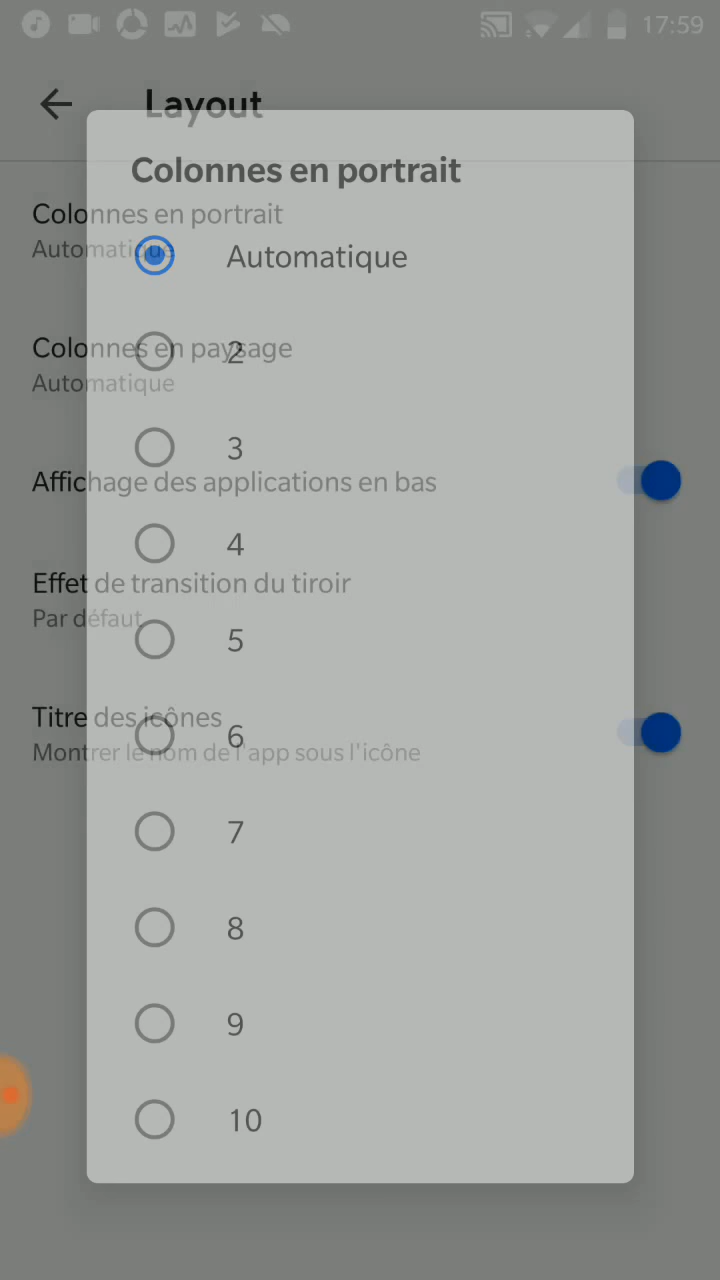 17:59
Layout
Colonnes en portrait
Colonnes en portrait
Automatique
Automatique
Colonnes en paysage
2
Automatique
3
Affichage des applications en bas
4
Effet de transition du tiroir
Par défaut
5
Titre des icônes
6
Montrer le nom de l'app sous l'icône
7
8
9
10